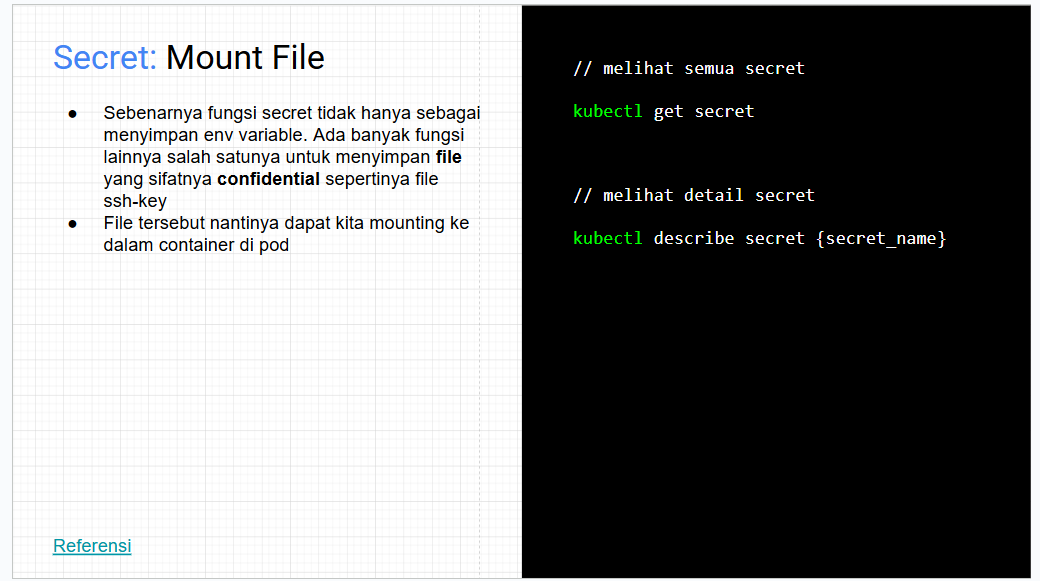 Secret: Mount File
● Sebenarnya fungsi secret tidak hanya sebagai
menyimpan env variable. Ada banyak fungsi
lainnya salah satunya untuk menyimpan file
yang sifatnya confidential sepertinya file
ssh-key
● File tersebut nantinya dapat kita mounting ke
dalam container di pod
Referensi
// melihat semua secret
kubectl get secret
// melihat detail secret
kubectl describe secret {secret_name}